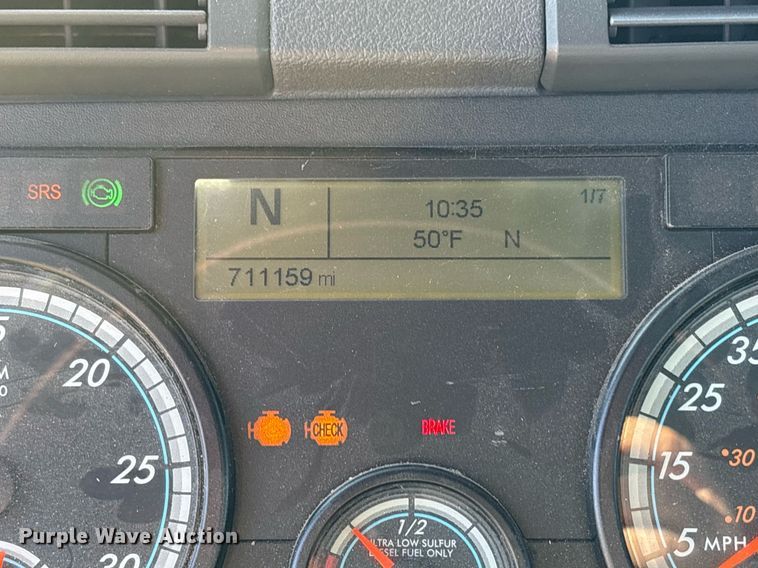 SRS
N
10:35
1/7
50°F N
711159 mi
20
25
30
CHECK
BRAKE
1/2
ULTRA LOW SULFUR
DIESEL FUEL ONLY
35
25
15
5 MPH
30
10
Purple Wave Auction